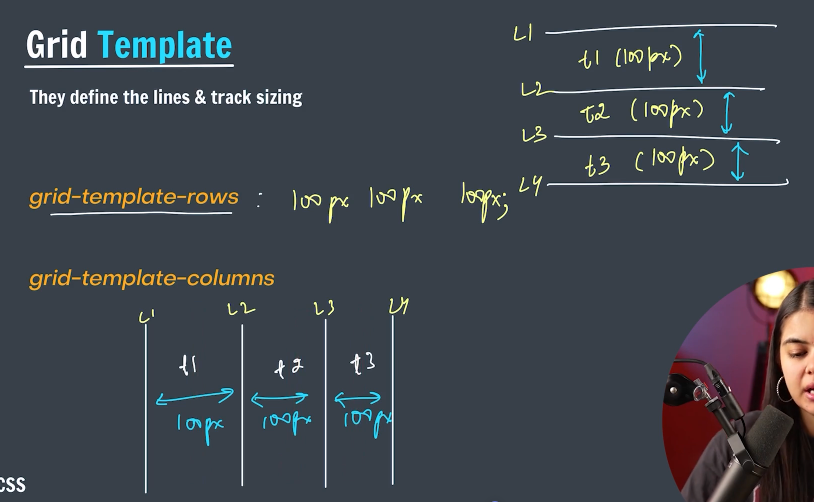 Grid Template
They define the lines & track sizing
L1
t1 (100px)
L2
t2 (100px)
L3
t3 (100px)
L4
grid-template-rows : 100px 100px 100px;
grid-template-columns
L1 L2 L3 L4
t1 t2 t3
100px 100px 100px
CSS